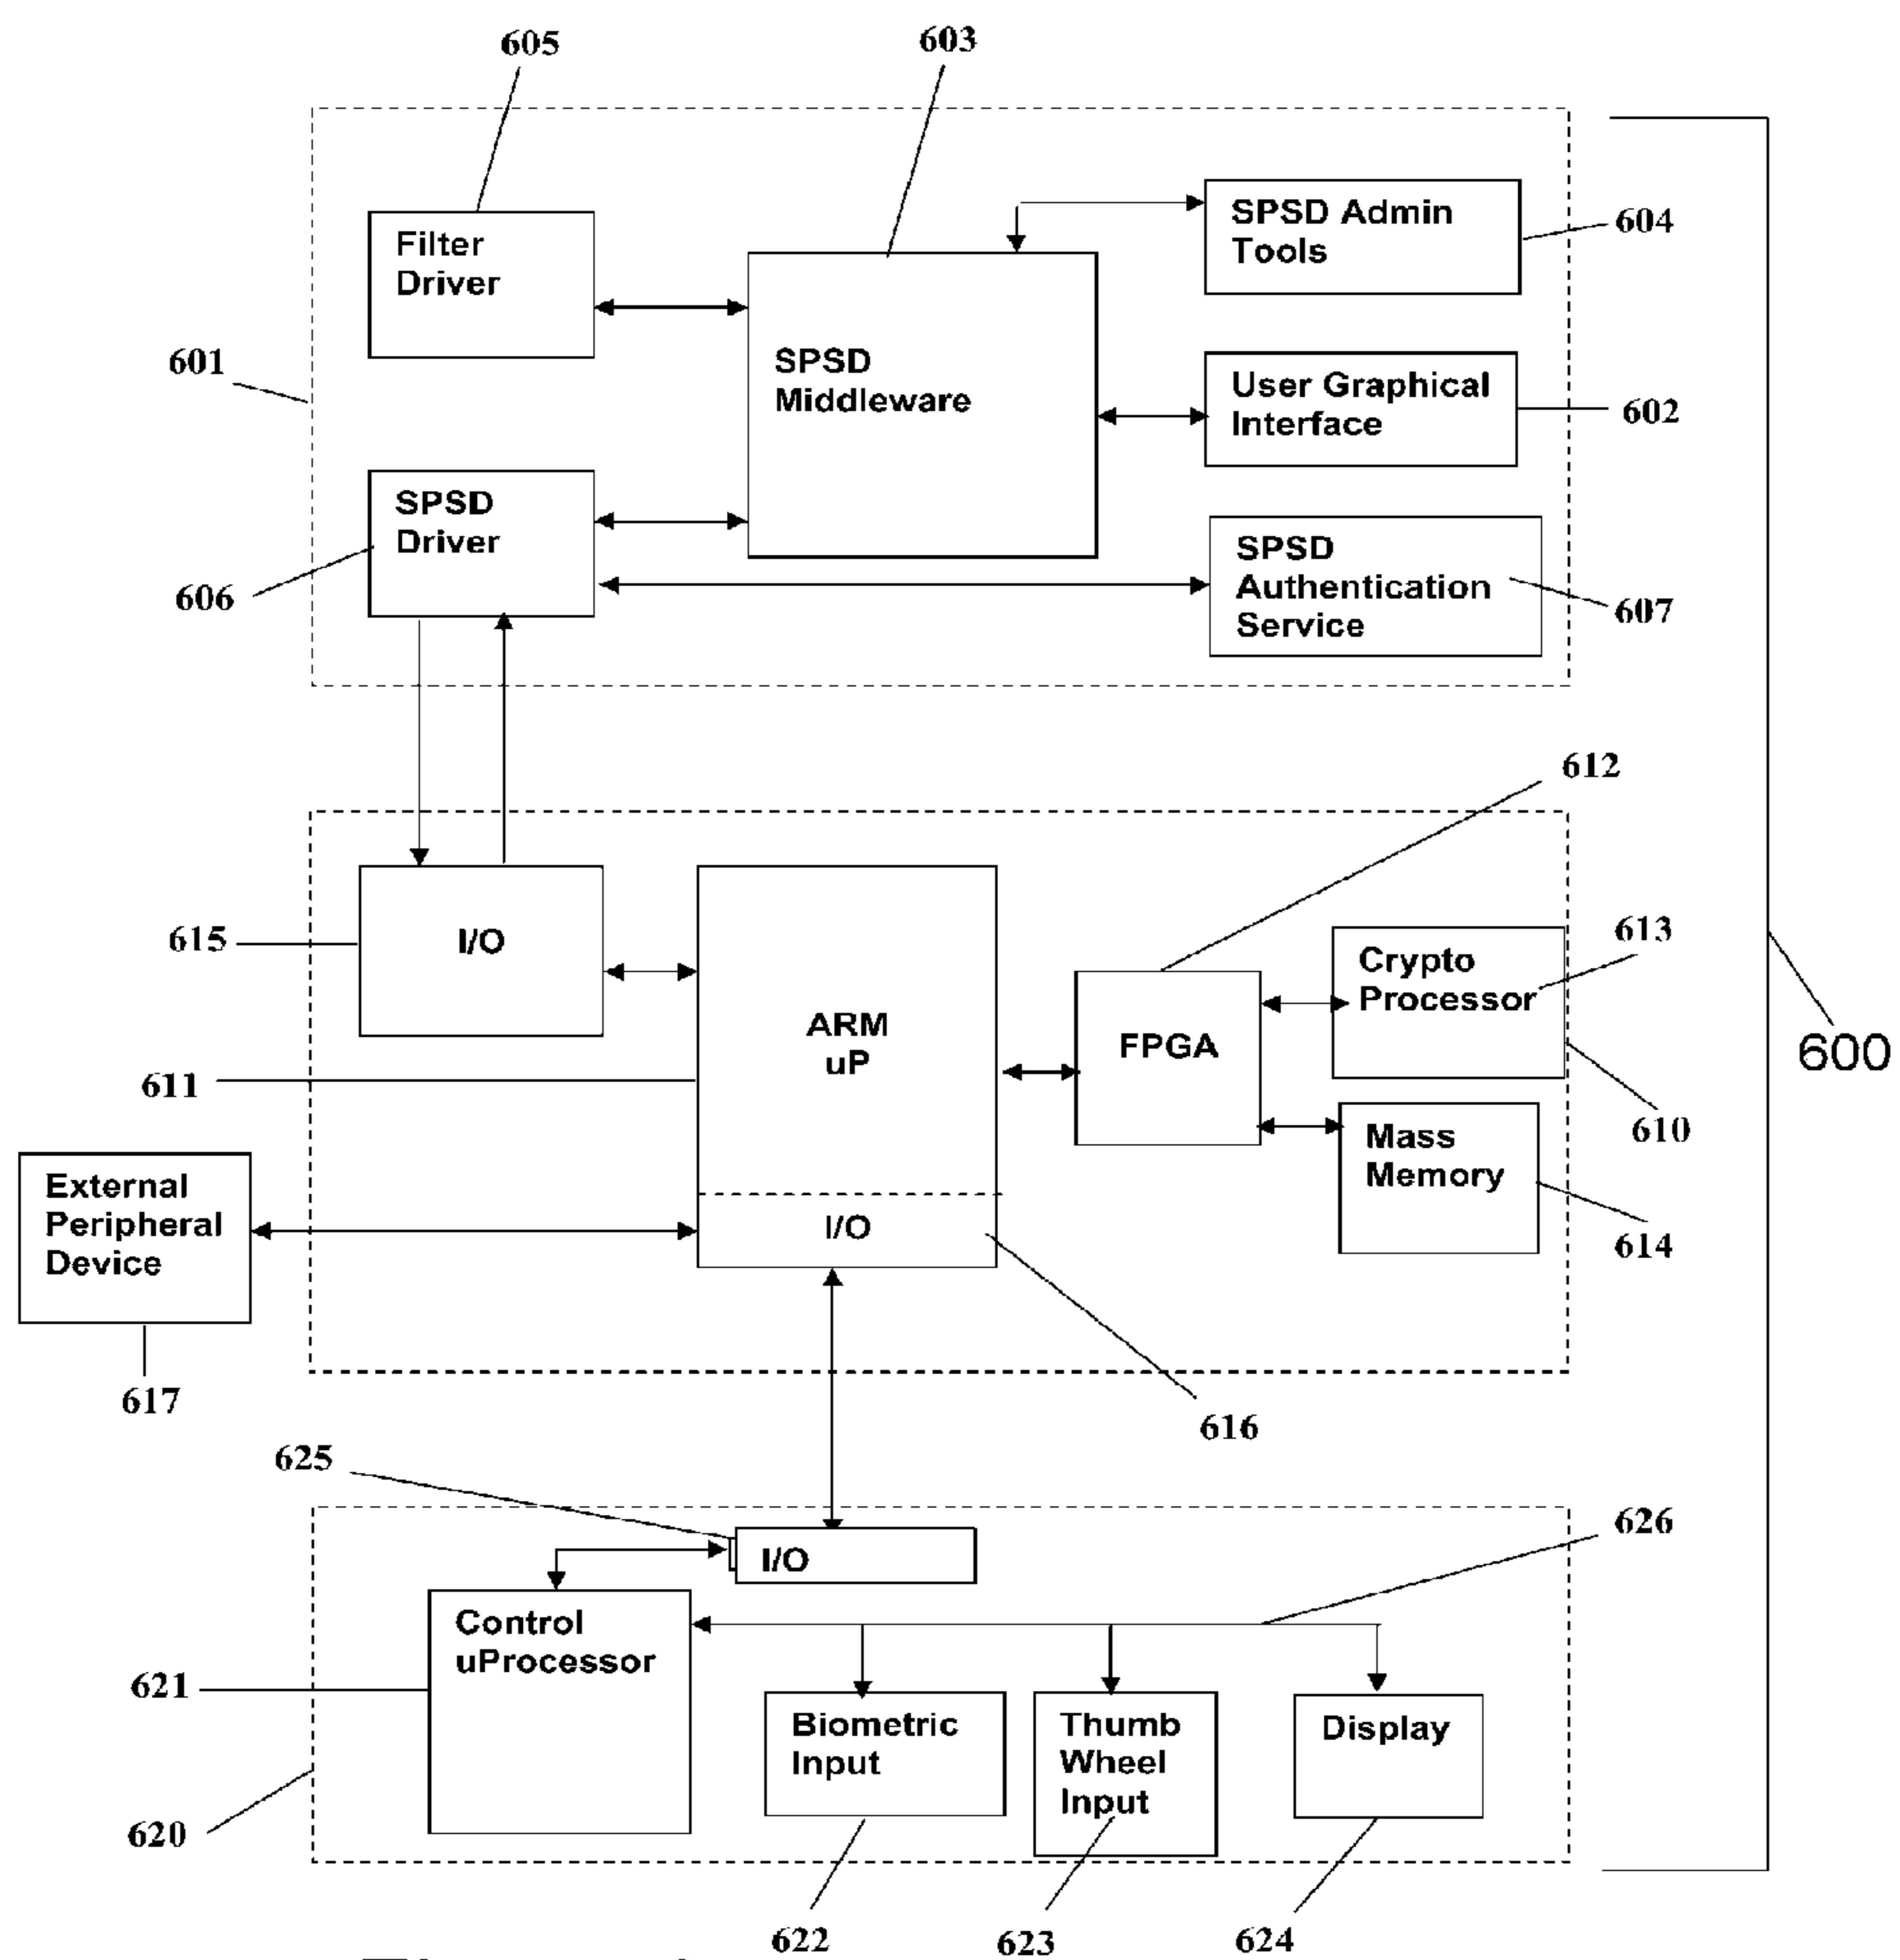 605
603
Filter
Driver
SPSD Admin
Tools
604
601
SPSD
Middleware
User Graphical
Interface
602
SPSD
Driver
606
SPSD
Authentication
Service
607
612
615
I/O
ARM
uP
FPGA
Crypto
Processor
613
600
611
610
Mass
Memory
614
External
Peripheral
Device
I/O
617
616
625
I/O
626
Control
uProcessor
621
Biometric
Input
Thumb
Wheel
Input
Display
620
622
623
624